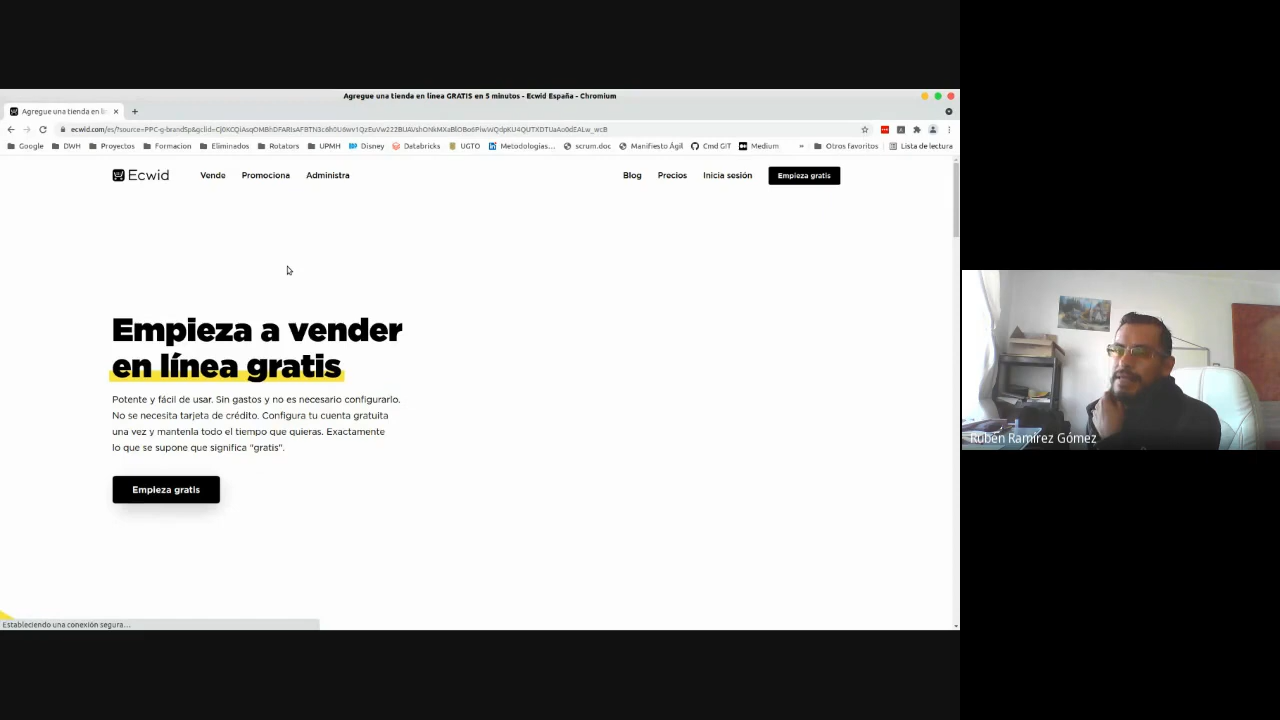 Agregue una tienda en línea GRATIS en 5 minutos - Ecwid España - Chromium
Agregue una tienda en lín
Google DWH Proyectos Formacion Eliminados Rotators UPMH Disney Databricks UGTO Metodologías... scrum.doc Manifiesto Ágil Cmd GIT Medium » Otros favoritos Lista de lectura
Ecwid Vende Promociona Administra Blog Precios Inicia sesión Empieza gratis
Empieza a vender
en línea gratis
Potente y fácil de usar. Sin gastos y no es necesario configurarlo.
No se necesita tarjeta de crédito. Configura tu cuenta gratuita
una vez y mantenla todo el tiempo que quieras. Exactamente
lo que se supone que significa "gratis".
Empieza gratis
Estableciendo una conexión segura...
Rubén Ramírez Gómez